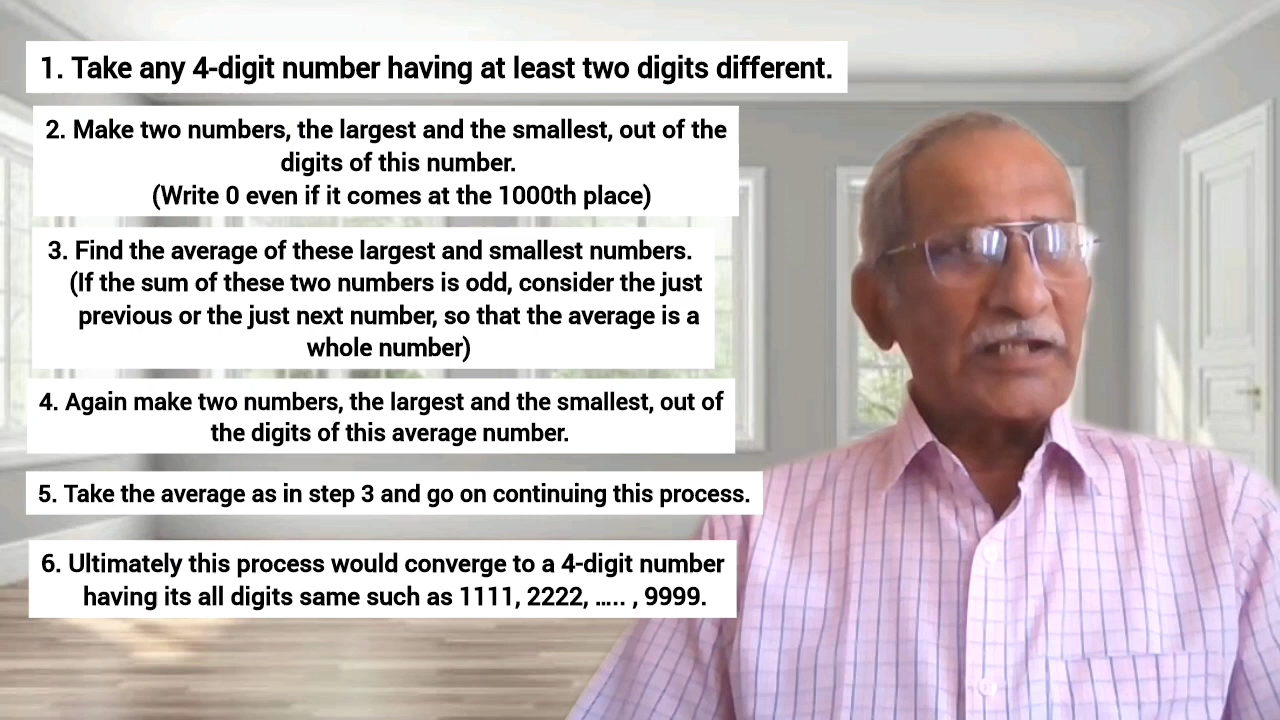 1. Take any 4-digit number having at least two digits different.
2. Make two numbers, the largest and the smallest, out of the
digits of this number.
(Write 0 even if it comes at the 1000th place)
3. Find the average of these largest and smallest numbers.
(If the sum of these two numbers is odd, consider the just
previous or the just next number, so that the average is a
whole number)
4. Again make two numbers, the largest and the smallest, out of
the digits of this average number.
5. Take the average as in step 3 and go on continuing this process.
6. Ultimately this process would converge to a 4-digit number
having its all digits same such as 1111, 2222, ..... , 9999.